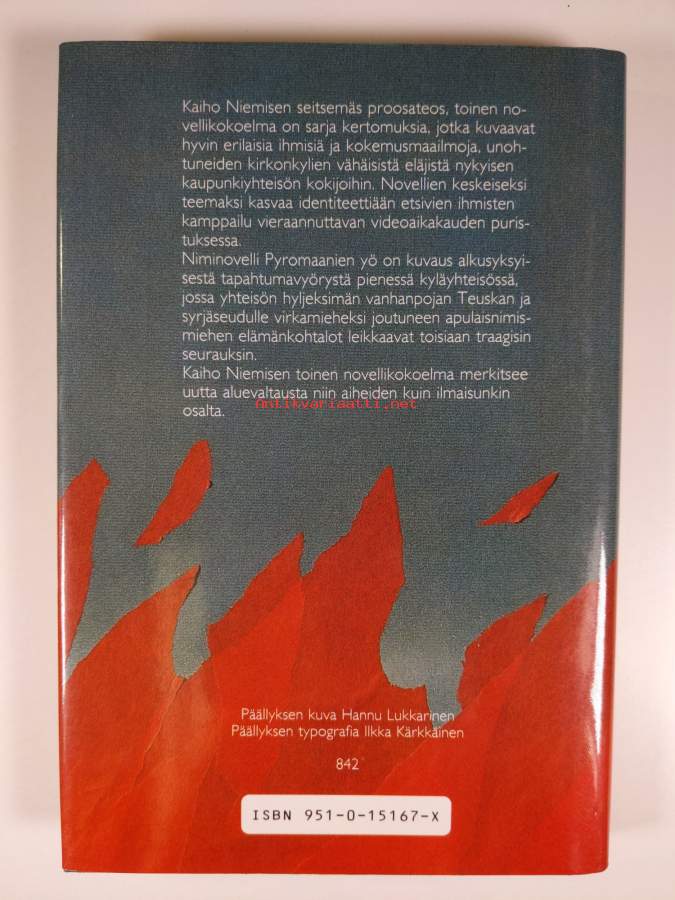 Kaiho Niemisen seitsemäs proosateos, toinen no-
vellikokoelma on sarja kertomuksia, jotka kuvaavat
hyvin erilaisia ihmisiä ja kokemusmaailmoja, unoh-
tuneiden kirkonkylien vähäisistä eläjistä nykyisen
kaupunkiyhteisön kokijoihin. Novellien keskeiseksi
teemaksi kasvaa identiteettiään etsivien ihmisten
kamppailu vieraannuttavan videoaikakauden puris-
tuksessa.
Niminovelli Pyromaanien yö on kuvaus alkusyksyi-
sestä tapahtumavyörystä pienessä kyläyhteisössä,
jossa yhteisön hyljeksimän vanhanpojan Teuskan ja
syrjäseudulle virkamieheksi joutuneen apulaisnimis-
miehen elämänkohtalot leikkaavat toisiaan traagisin
seurauksin.
Kaiho Niemisen toinen novellikokoelma merkitsee
uutta aluevaltausta niin aiheiden kuin ilmaisunkin
antikvariaatti.net
osalta.
Päällyksen kuva Hannu Lukkarinen
Päällyksen typografia Ilkka Kärkkäinen
842
ISBN 951-0-15167-X